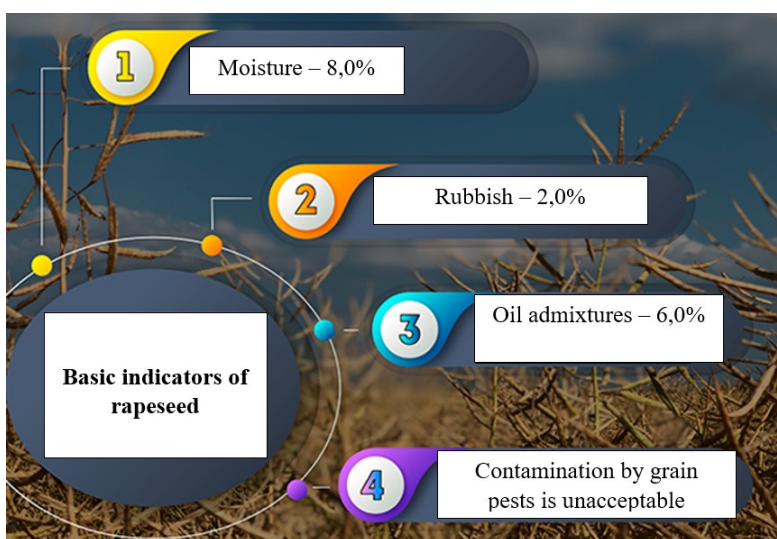 1
Moisture – 8,0%
2
Rubbish – 2,0%
3
Oil admixtures – 6,0%
Basic indicators of
rapeseed
4
Contamination by grain
pests is unacceptable